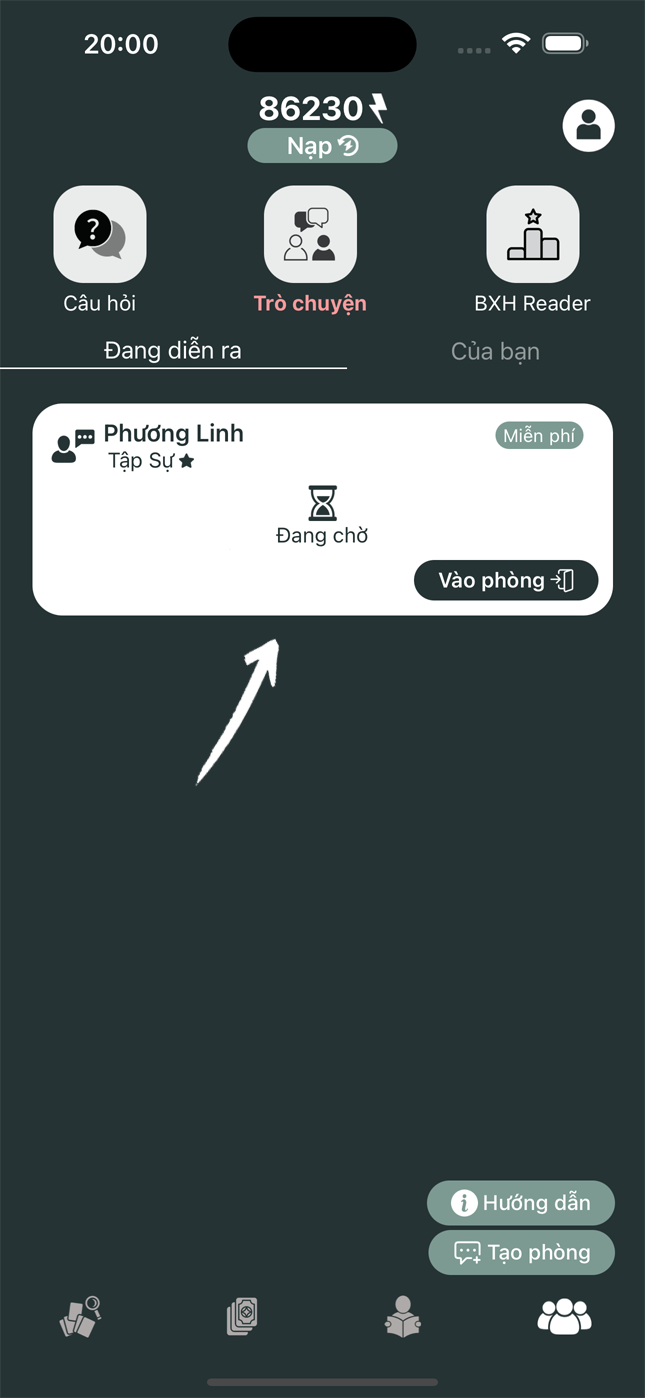 20:00
86230
Nạp
Câu hỏi
Trò chuyện
BXH Reader
Đang diễn ra
Của bạn
Phương Linh
Miễn phí
Tập Sự
Đang chờ
Vào phòng
Hướng dẫn
Tạo phòng